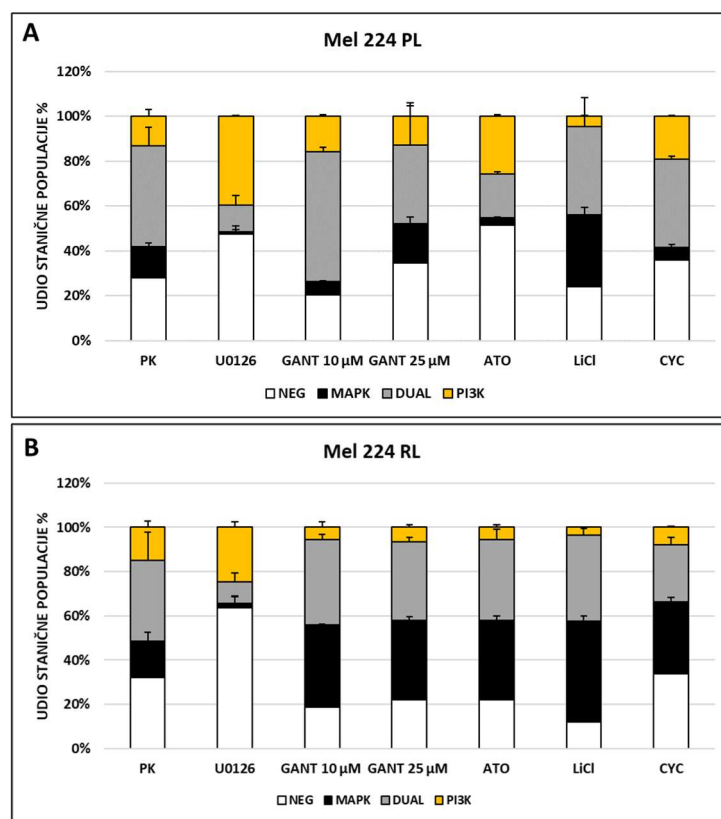 A
Mel 224 PL
UDIO STANIČNE POPULACIJE %
120%
100%
80%
60%
40%
20%
0%
PK U0126 GANT 10 µM GANT 25 µM ATO LiCl CYC
NEG MAPK DUAL PI3K
B
Mel 224 RL
UDIO STANIČNE POPULACIJE %
120%
100%
80%
60%
40%
20%
0%
PK U0126 GANT 10 µM GANT 25 µM ATO LiCl CYC
NEG MAPK DUAL PI3K